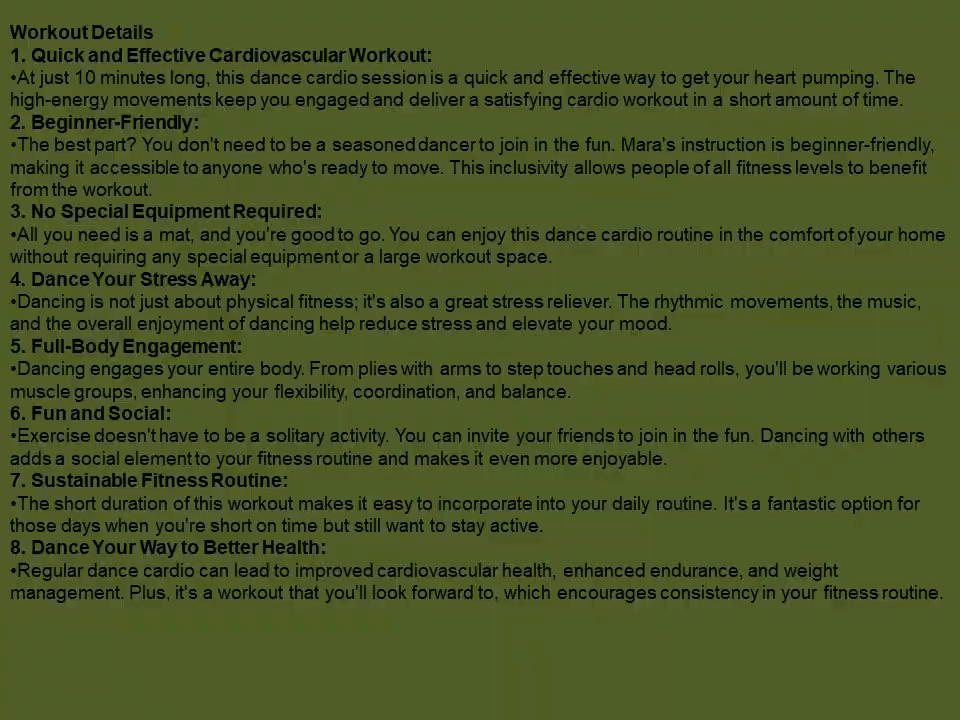 Workout Details
1. Quick and Effective Cardiovascular Workout:
•At just 10 minutes long, this dance cardio session is a quick and effective way to get your heart pumping. The
high-energy movements keep you engaged and deliver a satisfying cardio workout in a short amount of time.
2. Beginner-Friendly:
•The best part? You don't need to be a seasoned dancer to join in the fun. Mara's instruction is beginner-friendly,
making it accessible to anyone who's ready to move. This inclusivity allows people of all fitness levels to benefit
from the workout.
3. No Special Equipment Required:
•All you need is a mat, and you're good to go. You can enjoy this dance cardio routine in the comfort of your home
without requiring any special equipment or a large workout space.
4. Dance Your Stress Away:
•Dancing is not just about physical fitness; it's also a great stress reliever. The rhythmic movements, the music,
and the overall enjoyment of dancing help reduce stress and elevate your mood.
5. Full-Body Engagement:
•Dancing engages your entire body. From plies with arms to step touches and head rolls, you'll be working various
muscle groups, enhancing your flexibility, coordination, and balance.
6. Fun and Social:
•Exercise doesn't have to be a solitary activity. You can invite your friends to join in the fun. Dancing with others
adds a social element to your fitness routine and makes it even more enjoyable.
7. Sustainable Fitness Routine:
•The short duration of this workout makes it easy to incorporate into your daily routine. It's a fantastic option for
those days when you're short on time but still want to stay active.
8. Dance Your Way to Better Health:
•Regular dance cardio can lead to improved cardiovascular health, enhanced endurance, and weight
management. Plus, it's a workout that you'll look forward to, which encourages consistency in your fitness routine.